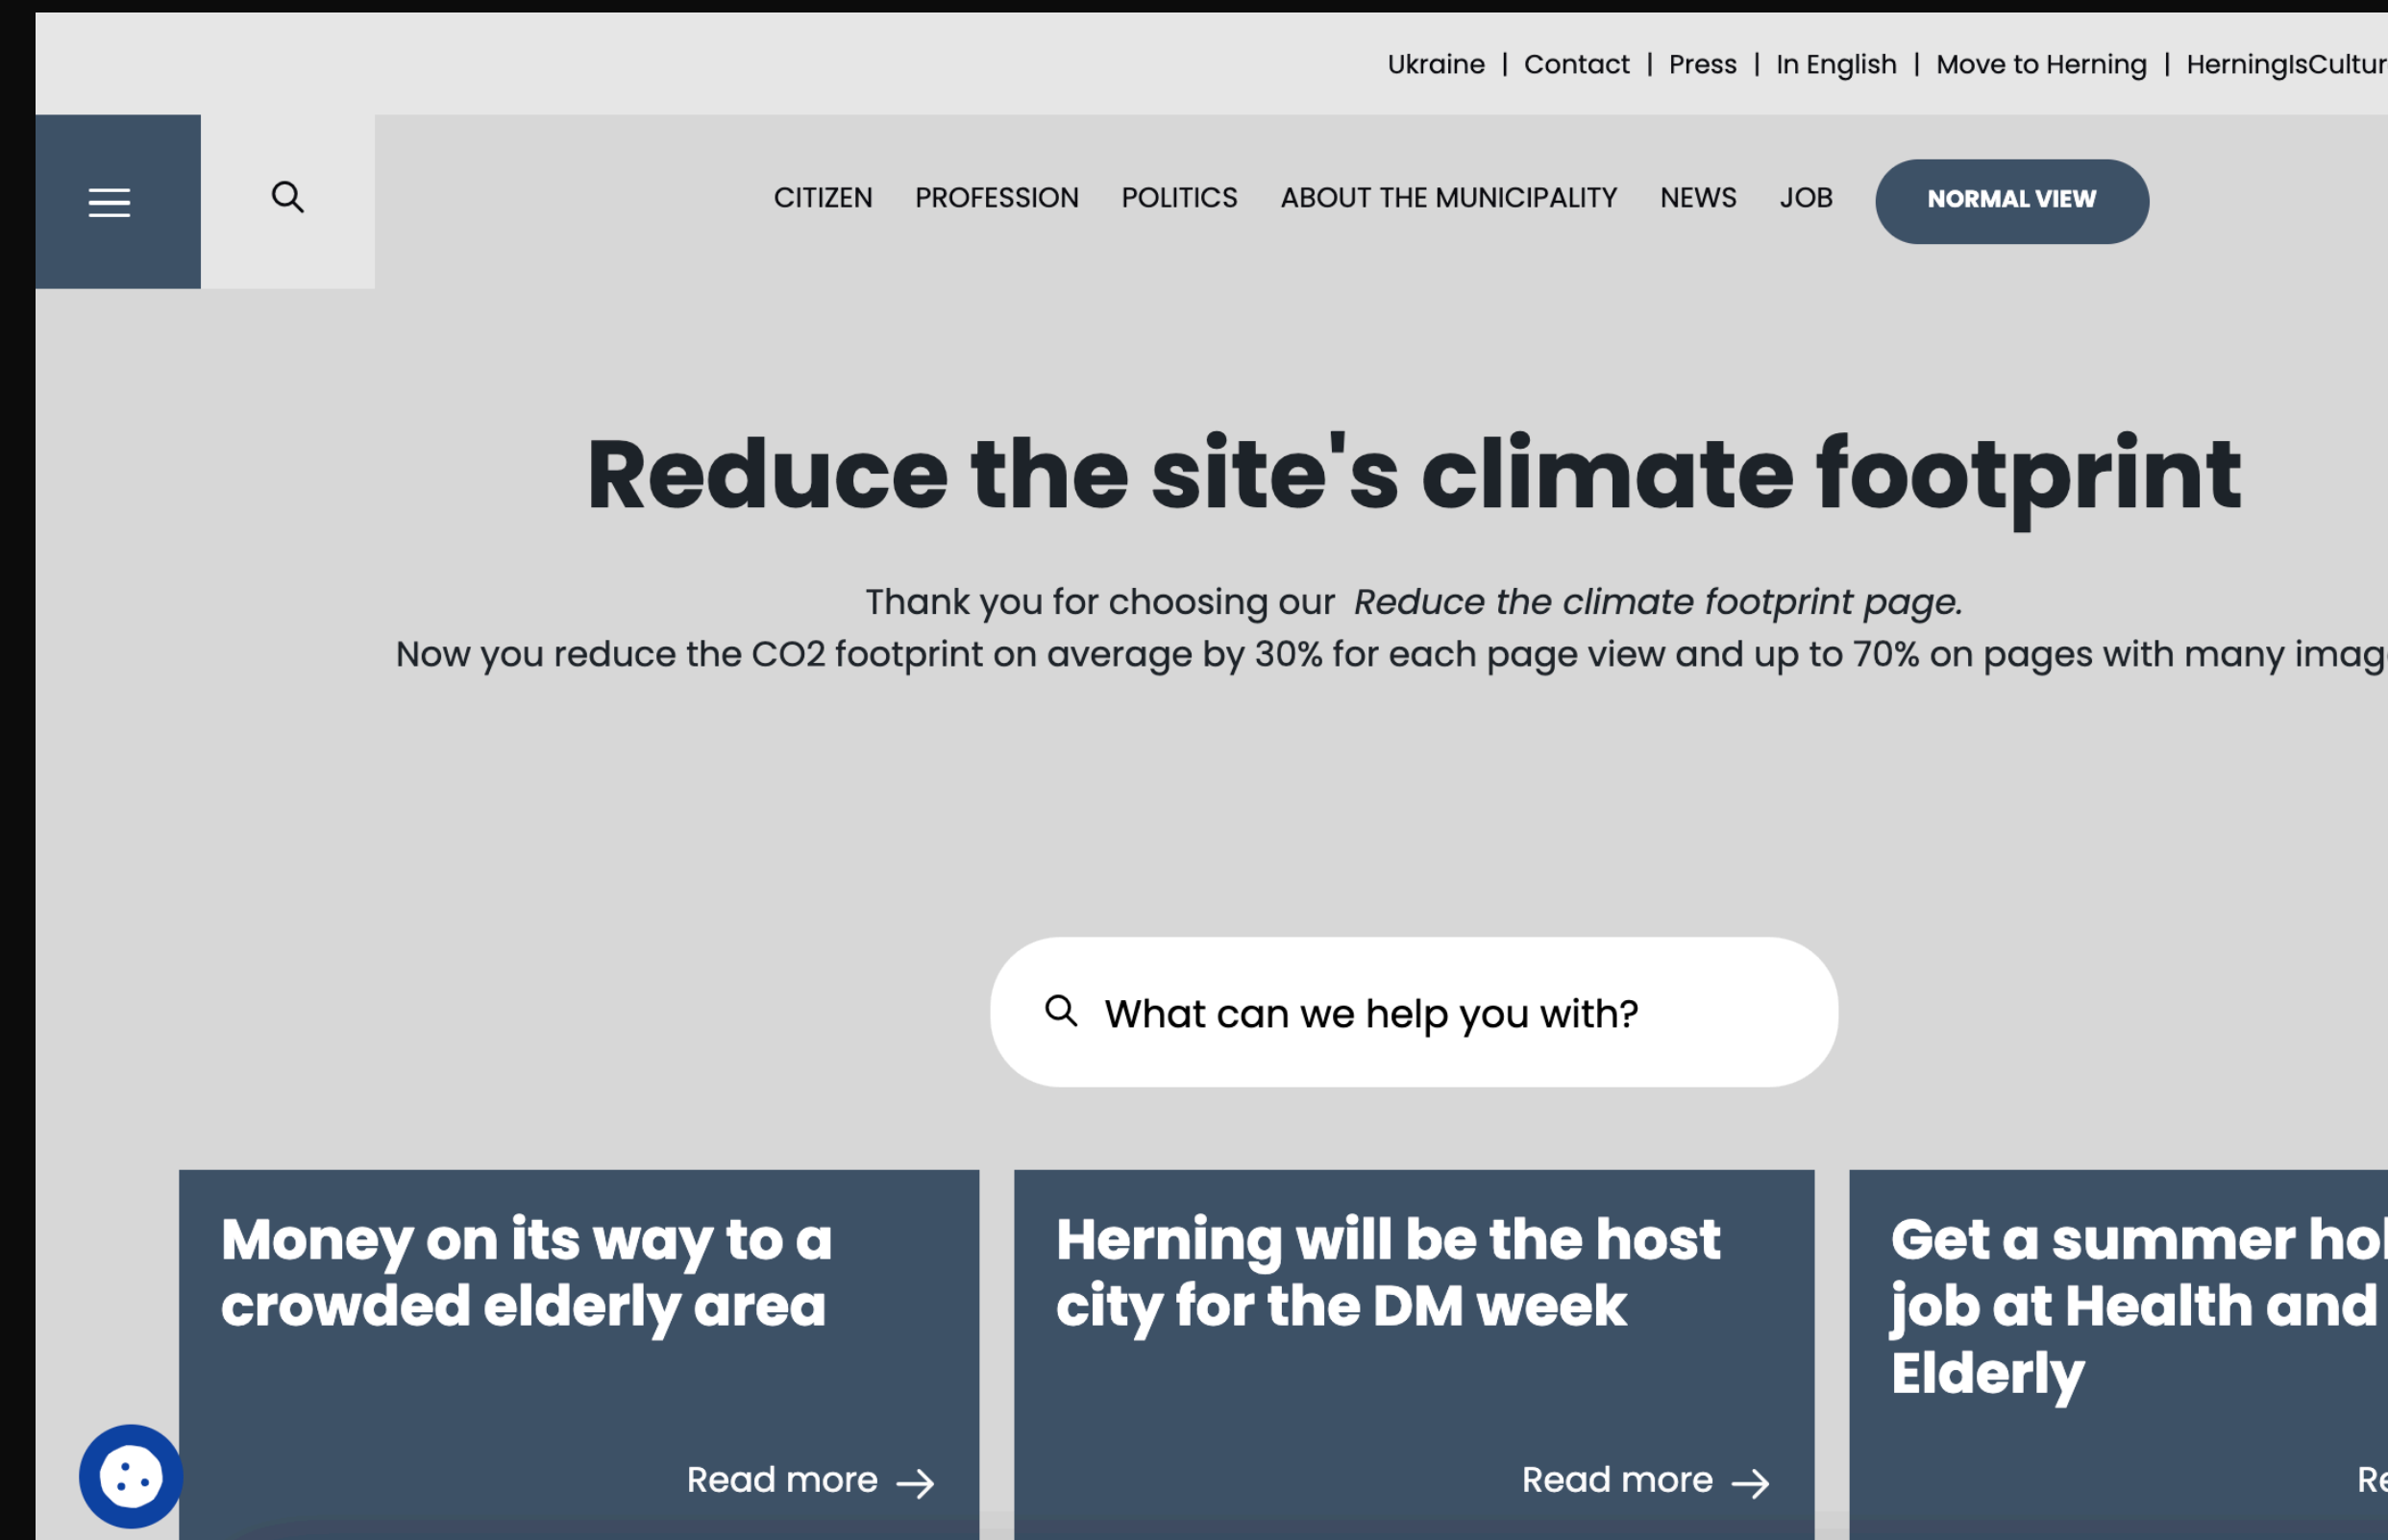 Ukraine | Contact | Press | In English | Move to Herning | HerningIsCultur
CITIZEN PROFESSION POLITICS ABOUT THE MUNICIPALITY NEWS JOB NORMAL VIEW
Reduce the site's climate footprint
Thank you for choosing our Reduce the climate footprint page.
Now you reduce the CO2 footprint on average by 30% for each page view and up to 70% on pages with many imag
What can we help you with?
Money on its way to a
crowded elderly area
Read more
Herning will be the host
city for the DM week
Read more
Get a summer hol
job at Health and
Elderly
Re